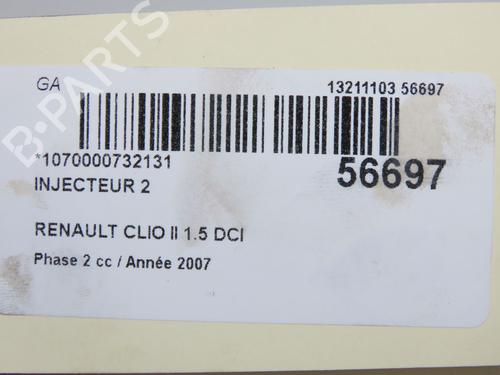 GA
13211103 56697
*1070000732131
56697
INJECTEUR 2
RENAULT CLIO II 1.5 DCI
Phase 2 cc / Année 2007
B-PARTS